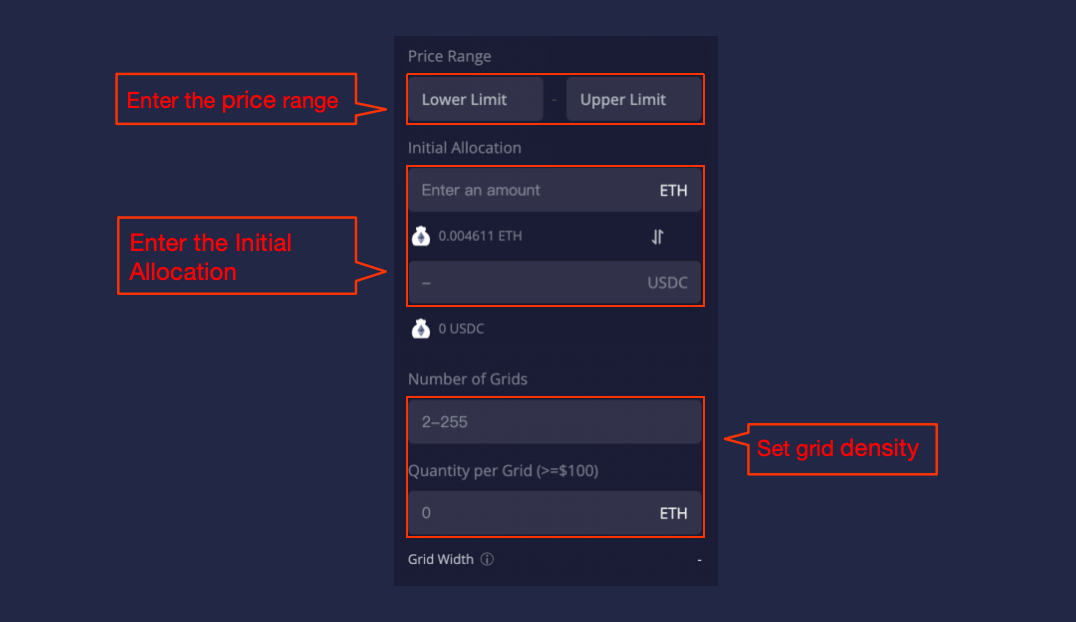 Price Range
Enter the price range
Lower Limit - Upper Limit
Initial Allocation
Enter an amount ETH
0.004611 ETH
Enter the Initial
Allocation
– USDC
0 USDC
Number of Grids
2–255
Set grid density
Quantity per Grid (>=$100)
0 ETH
Grid Width ⓘ -